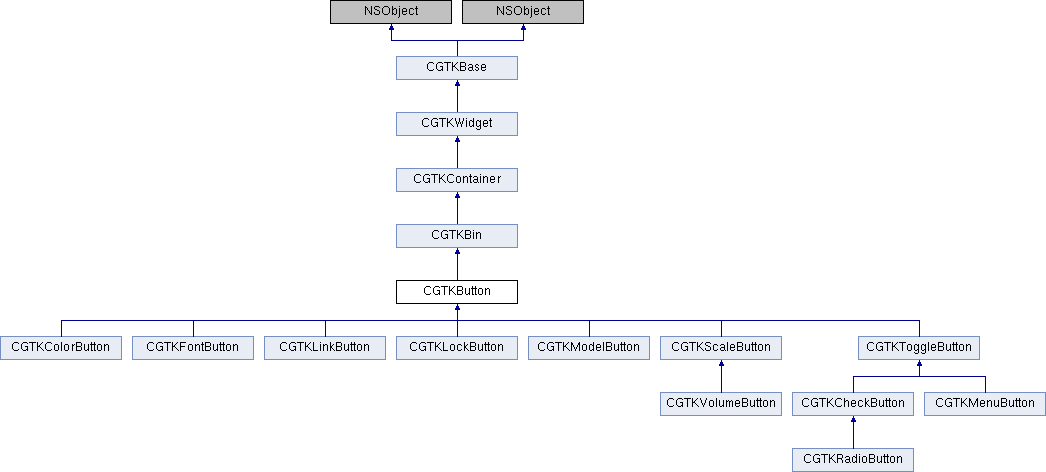 NSObject
NSObject
CGTKBase
CGTKWidget
CGTKContainer
CGTKBin
CGTKButton
CGTKColorButton
CGTKFontButton
CGTKLinkButton
CGTKLockButton
CGTKModelButton
CGTKScaleButton
CGTKToggleButton
CGTKVolumeButton
CGTKCheckButton
CGTKMenuButton
CGTKRadioButton